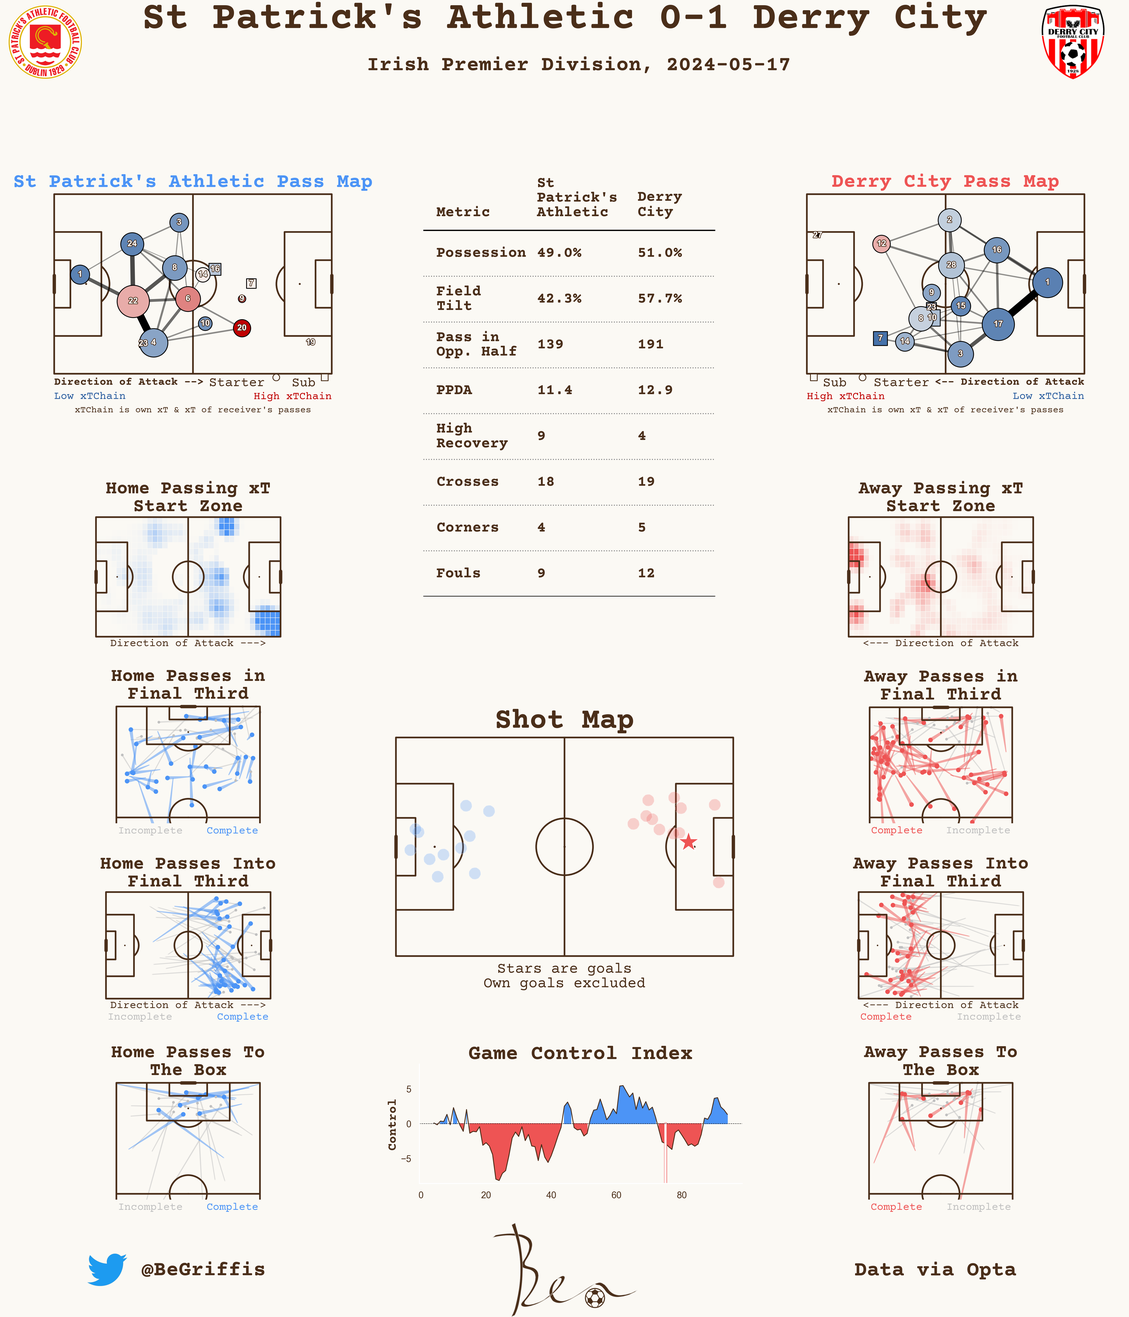 St Patrick's Athletic 0-1 Derry City
Irish Premier Division, 2024-05-17
ST PATRICK'S ATHLETIC FOOTBALL CLUB
DUBLIN 1929
DERRY CITY
FOOTBALL CLUB
1928
St Patrick's Athletic Pass Map
3
24
8
14
16
1
7
22
6
9
10
20
23
4
19
Direction of Attack --> Starter Sub
Low xTChain High xTChain
xTChain is own xT & xT of receiver's passes
Metric St Patrick's Athletic Derry City
Possession 49.0% 51.0%
Field Tilt 42.3% 57.7%
Pass in Opp. Half 139 191
PPDA 11.4 12.9
High Recovery 9 4
Crosses 18 19
Corners 4 5
Fouls 9 12
Derry City Pass Map
2
27
12
16
28
1
9
23
15
8
10
17
7
14
3
Sub Starter <-- Direction of Attack
High xTChain Low xTChain
xTChain is own xT & xT of receiver's passes
Home Passing xT
Start Zone
Direction of Attack --->
Away Passing xT
Start Zone
<--- Direction of Attack
Home Passes in
Final Third
Incomplete Complete
Away Passes in
Final Third
Complete Incomplete
Shot Map
Stars are goals
Own goals excluded
Home Passes Into
Final Third
Direction of Attack --->
Incomplete Complete
Away Passes Into
Final Third
<--- Direction of Attack
Complete Incomplete
Home Passes To
The Box
Incomplete Complete
Game Control Index
Control
5
0
−5
0 20 40 60 80
Away Passes To
The Box
Complete Incomplete
@BeGriffis
Ben
Data via Opta